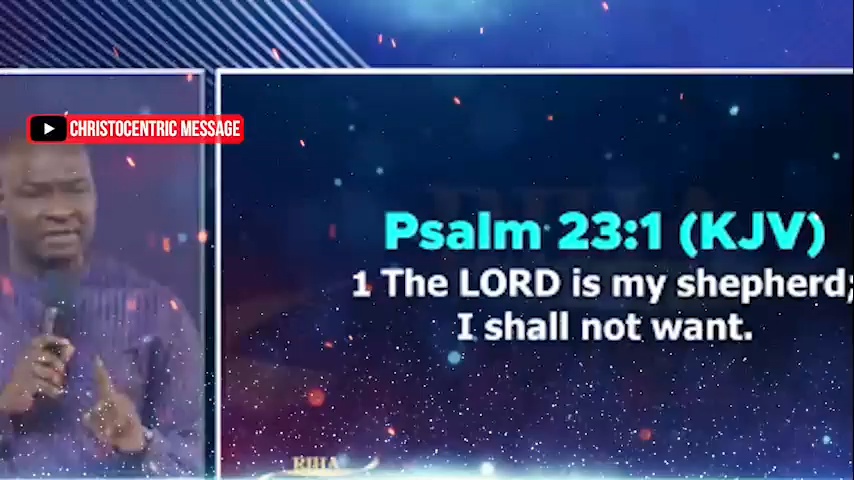 CHRISTOCENTRIC MESSAGE
Psalm 23:1 (KJV)
1 The LORD is my shepherd;
I shall not want.